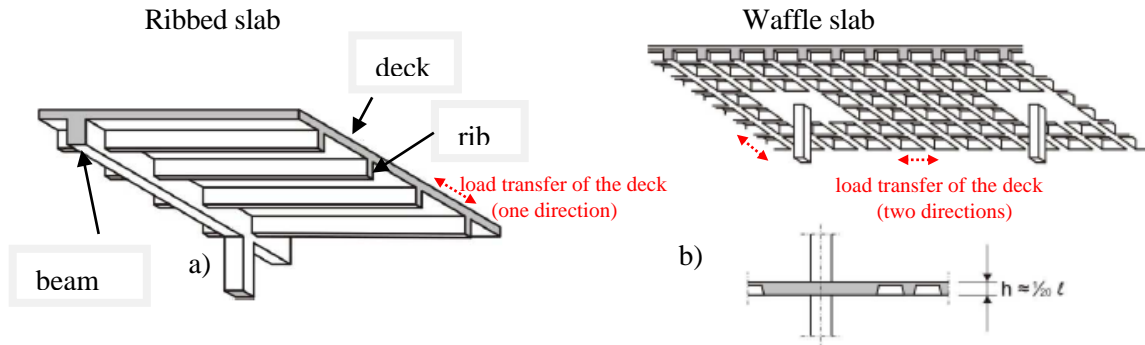 Ribbed slab
deck
rib
load transfer of the deck
(one direction)
beam
a)
Waffle slab
load transfer of the deck
(two directions)
b)
h ≈ ¹⁄₂₀ ℓ